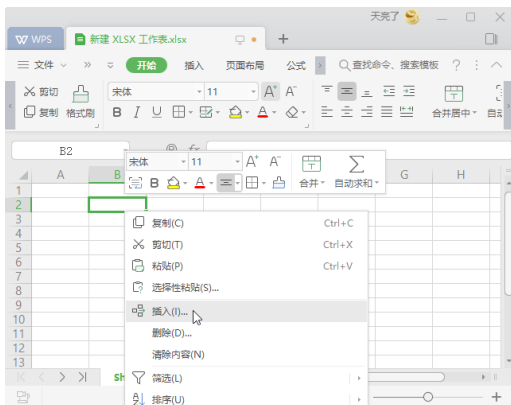 天亮了
WPS 新建 XLSX 工作表.xlsx
文件 开始 插入 页面布局 公式 查找命令、搜索模板 ?
剪切 宋体 11 A+ A-
复制 格式刷 B I U A 合并居中
B2
宋体 11 A+ A-
B A 合并 自动求和
A B G H
1
2
3
4
5
6
7
8
9
10
11
12
13
复制(C) Ctrl+C
剪切(T) Ctrl+X
粘贴(P) Ctrl+V
选择性粘贴(S)...
插入(I)...
删除(D)...
清除内容(N)
筛选(L)
排序(U)